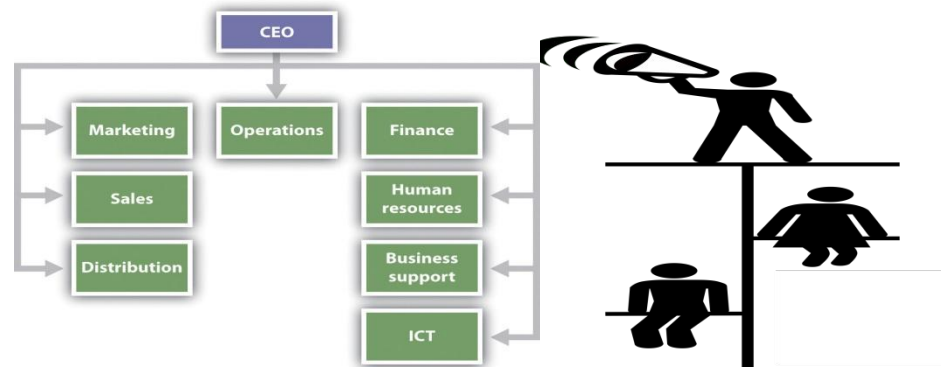 CEO
Marketing
Operations
Finance
Sales
Human
resources
Distribution
Business
support
ICT